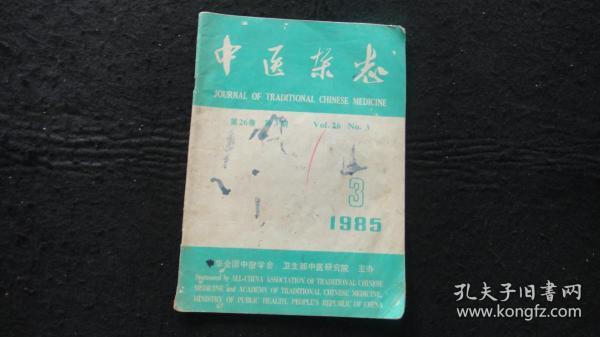 中医杂志
JOURNAL OF TRADITIONAL CHINESE MEDICINE
第26卷 第3期 Vol. 26 No. 3
3
1985
中华全国中医学会 卫生部中医研究院 主办
Sponsored by ALL-CHINA ASSOCIATION OF TRADITIONAL CHINESE
MEDICINE and ACADEMY OF TRADITIONAL CHINESE MEDICINE,
MINISTRY OF PUBLIC HEALTH, PEOPLE'S REPUBLIC OF CHINA
孔夫子旧书网